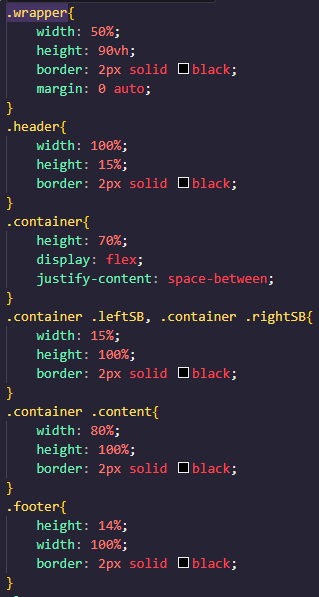 .wrapper{
    width: 50%;
    height: 90vh;
    border: 2px solid black;
    margin: 0 auto;
}
.header{
    width: 100%;
    height: 15%;
    border: 2px solid black;
}
.container{
    height: 70%;
    display: flex;
    justify-content: space-between;
}
.container .leftSB, .container .rightSB{
    width: 15%;
    height: 100%;
    border: 2px solid black;
}
.container .content{
    width: 80%;
    height: 100%;
    border: 2px solid black;
}
.footer{
    height: 14%;
    width: 100%;
    border: 2px solid black;
}